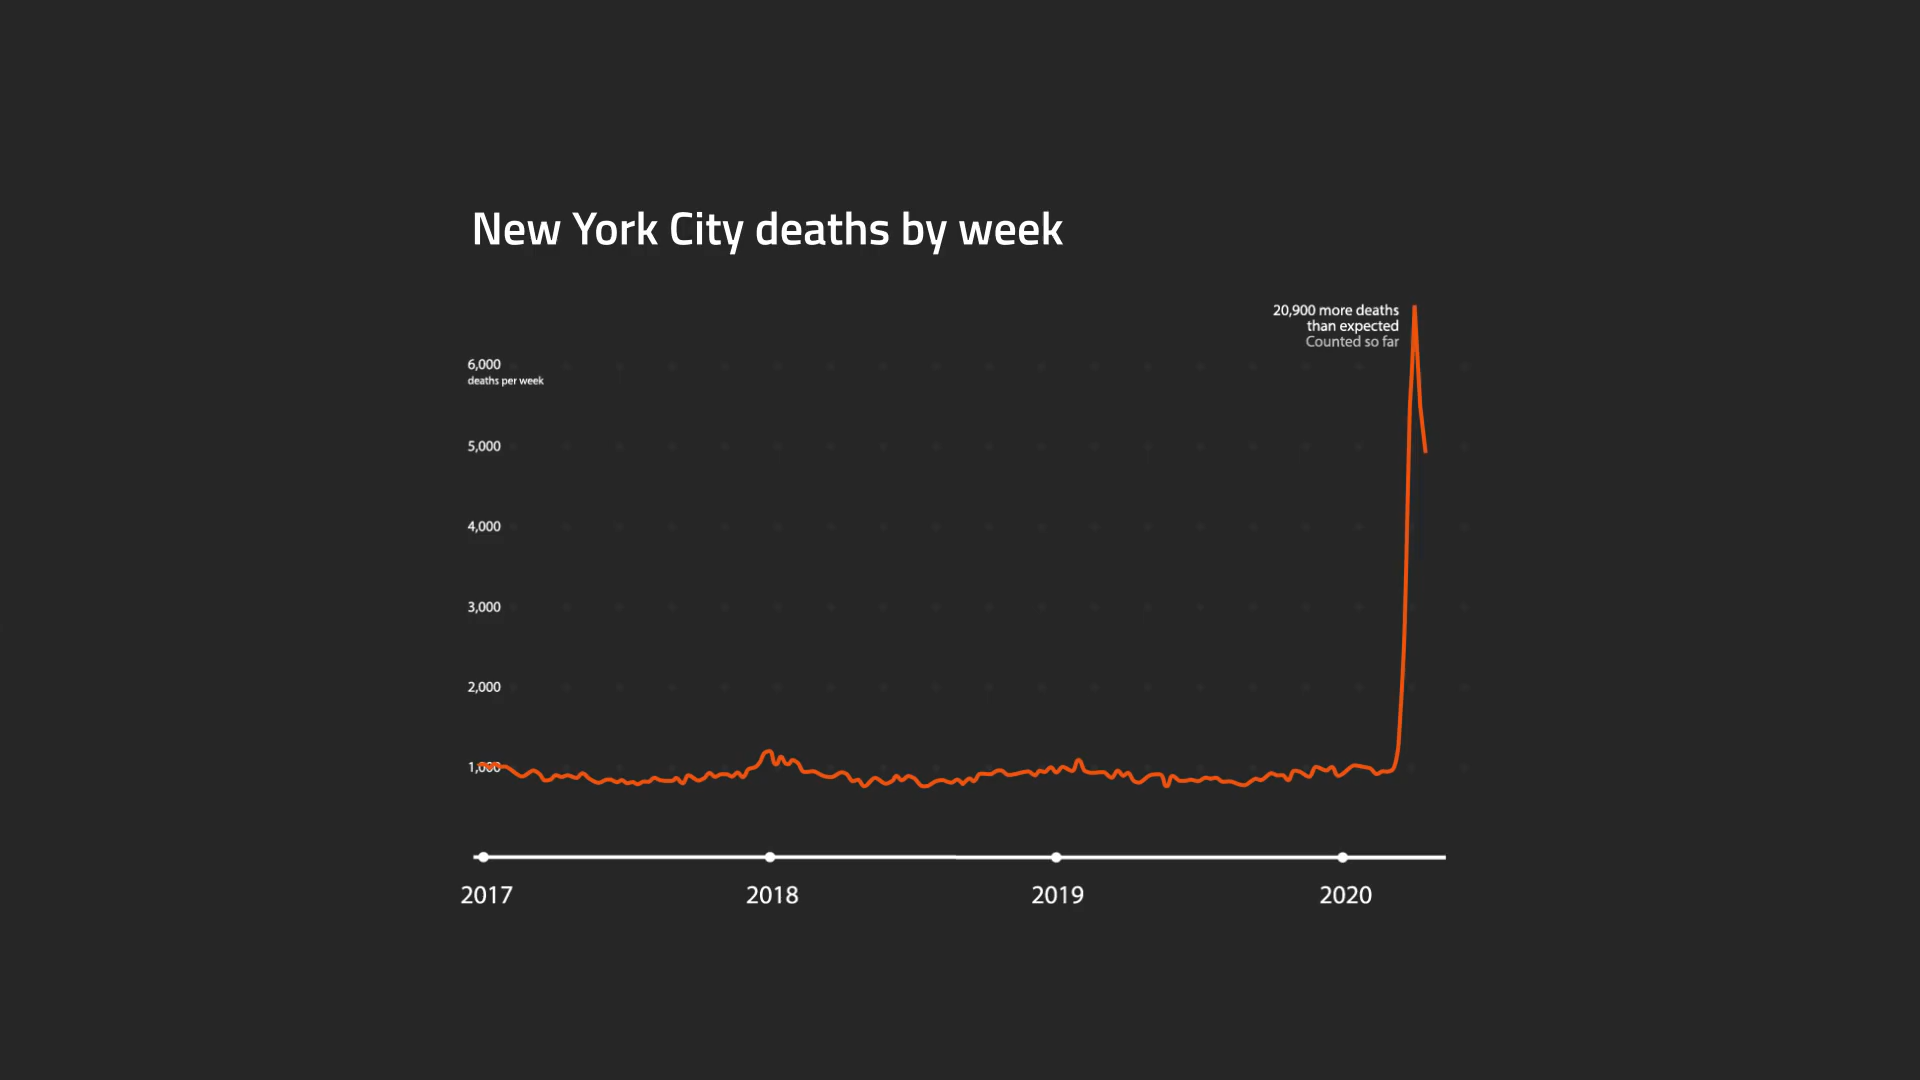 New York City deaths by week
20,900 more deaths
than expected
Counted so far
6,000
deaths per week
5,000
4,000
3,000
2,000
1,000
2017
2018
2019
2020